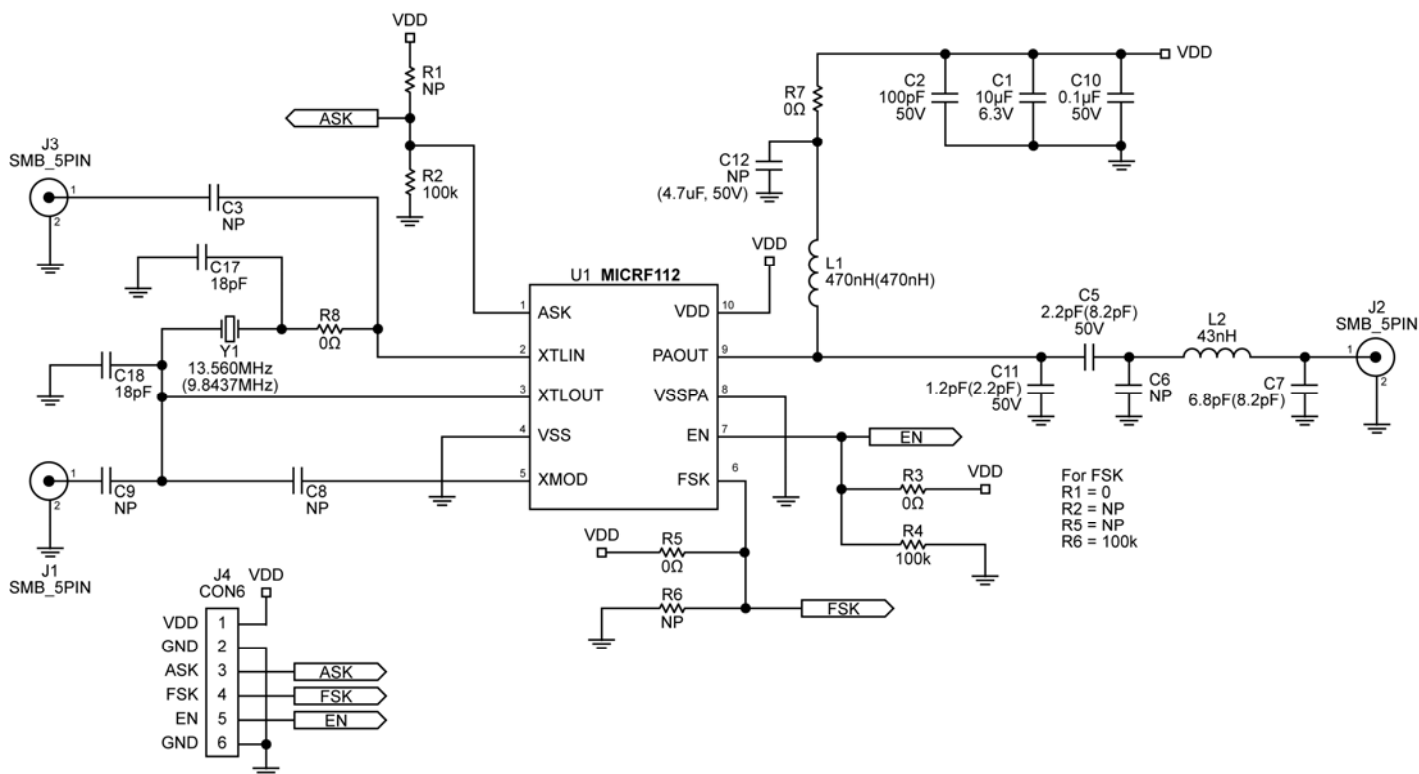 VDD
R1
NP
ASK
R2
100k
J3
SMB_5PIN
1
2
C3
NP
C17
18pF
R8
0Ω
Y1
13.560MHz
(9.8437MHz)
C18
18pF
J1
SMB_5PIN
1
2
C9
NP
C8
NP
U1 MICRF112
1 ASK
2 XTLIN
3 XTLOUT
4 VSS
5 XMOD
VDD 10
PAOUT 9
VSSPA 8
EN 7
FSK 6
VDD
R7
0Ω
C12
NP
(4.7uF, 50V)
L1
470nH(470nH)
C2
100pF
50V
C1
10µF
6.3V
C10
0.1µF
50V
VDD
C11
1.2pF(2.2pF)
50V
C5
2.2pF(8.2pF)
50V
C6
NP
L2
43nH
C7
6.8pF(8.2pF)
J2
SMB_5PIN
1
2
EN
R3
0Ω
VDD
R4
100k
VDD
R5
0Ω
R6
NP
FSK
For FSK
R1 = 0
R2 = NP
R5 = NP
R6 = 100k
J4
CON6
VDD
VDD 1
GND 2
ASK 3 ASK
FSK 4 FSK
EN 5 EN
GND 6